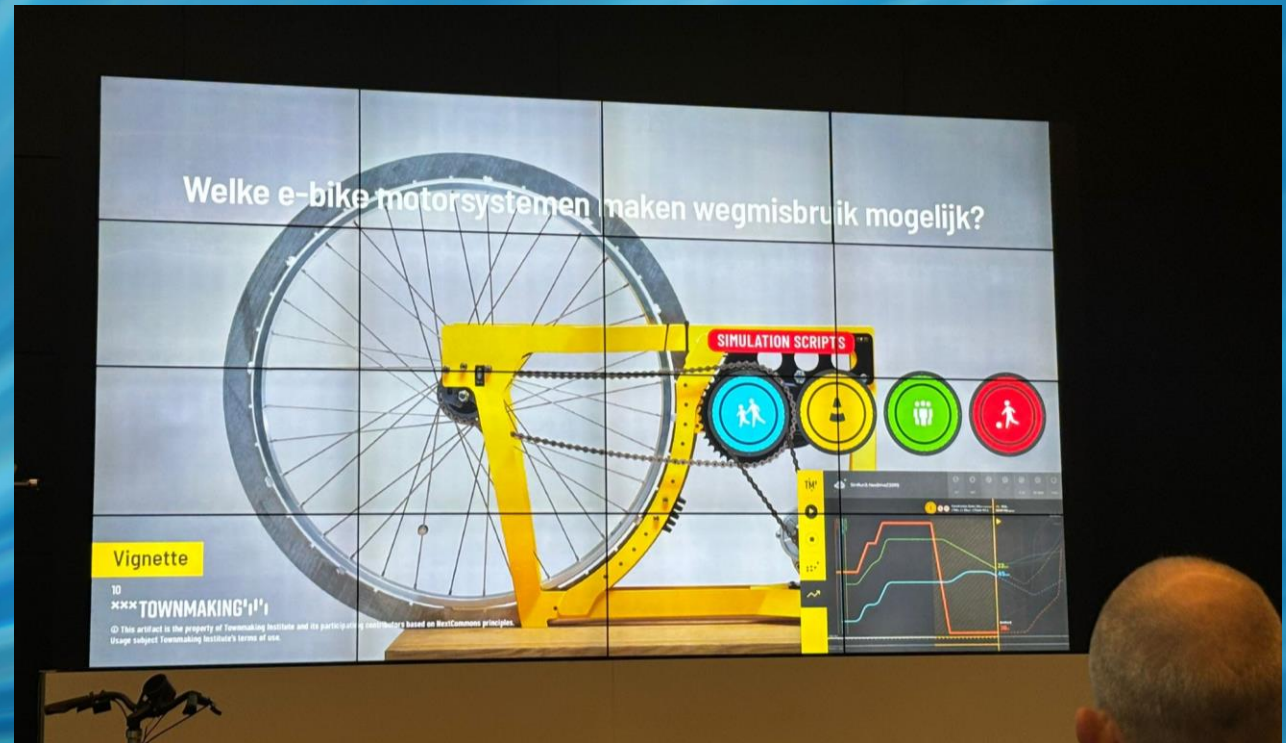 Welke e-bike motorsystemen maken wegmisbruik mogelijk?
SIMULATION SCRIPTS
Vignette
10
××× TOWNMAKING
© This artifact is the property of Townmaking Institute and its participating contributors based on NextCommons principles.
Usage subject Townmaking Institute's terms of use.